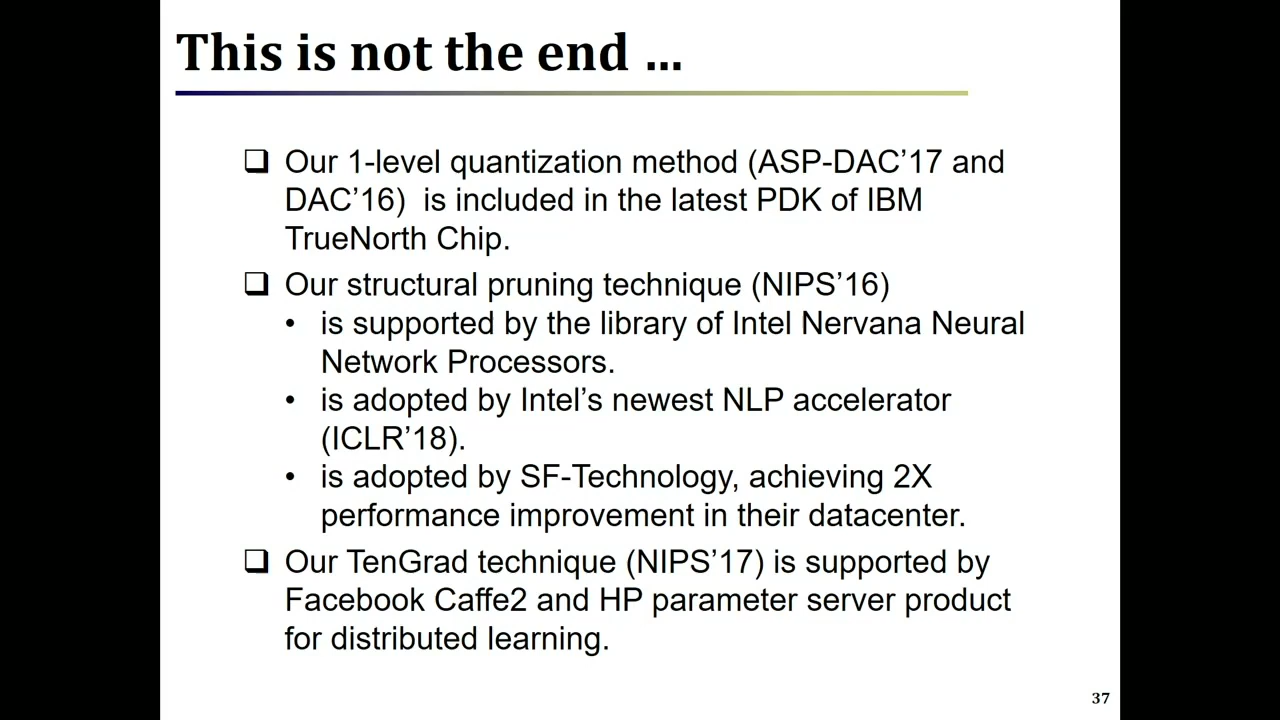 This is not the end ...
❑ Our 1-level quantization method (ASP-DAC’17 and
DAC’16)  is included in the latest PDK of IBM
TrueNorth Chip.
❑ Our structural pruning technique (NIPS’16)
• is supported by the library of Intel Nervana Neural
Network Processors.
• is adopted by Intel’s newest NLP accelerator
(ICLR’18).
• is adopted by SF-Technology, achieving 2X
performance improvement in their datacenter.
❑ Our TenGrad technique (NIPS’17) is supported by
Facebook Caffe2 and HP parameter server product
for distributed learning.
37